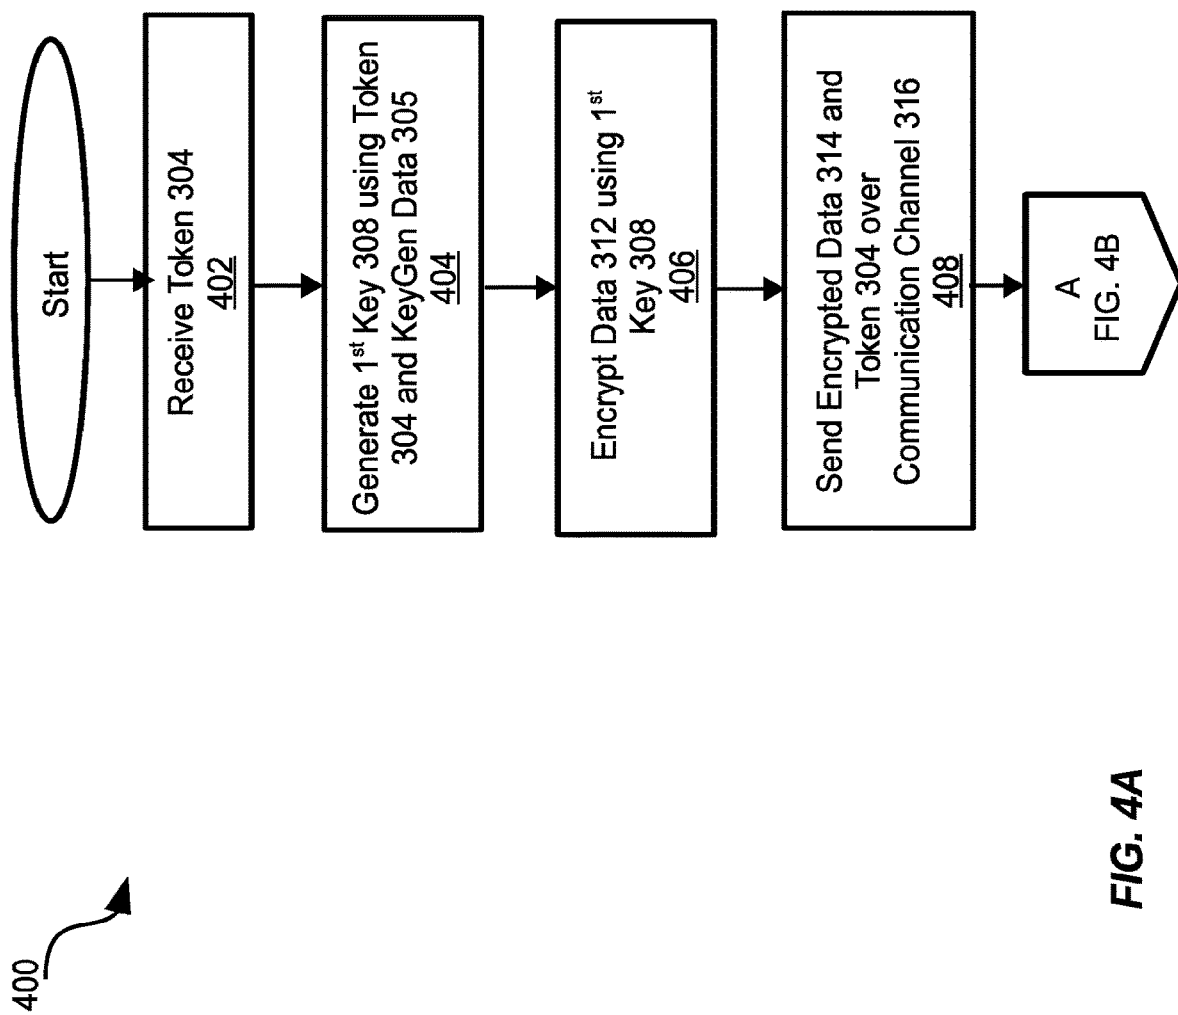 400
Start
Receive Token 304
402
Generate 1st Key 308 using Token
304 and KeyGen Data 305
404
Encrypt Data 312 using 1st
Key 308
406
Send Encrypted Data 314 and
Token 304 over
Communication Channel 316
408
A
FIG. 4B
FIG. 4A